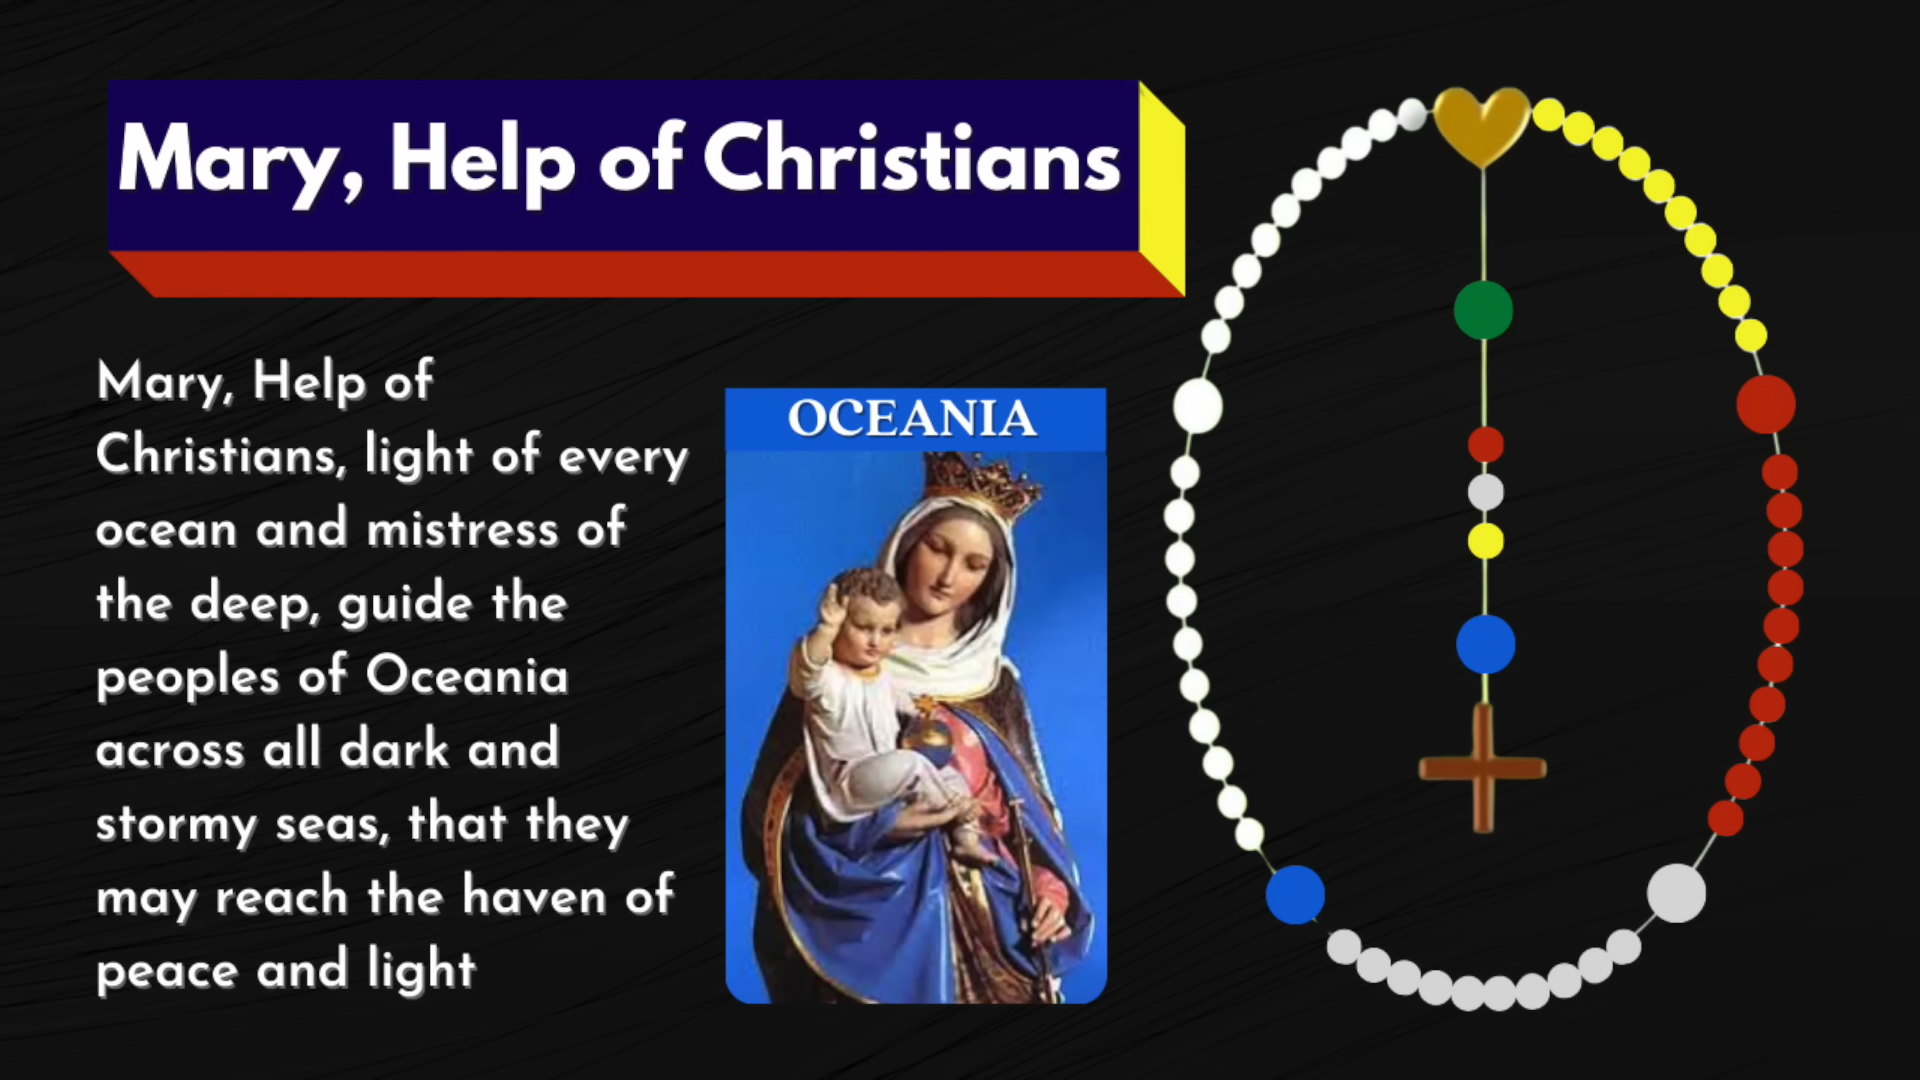 Mary, Help of Christians
Mary, Help of
Christians, light of every
ocean and mistress of
the deep, guide the
peoples of Oceania
across all dark and
stormy seas, that they
may reach the haven of
peace and light
OCEANIA